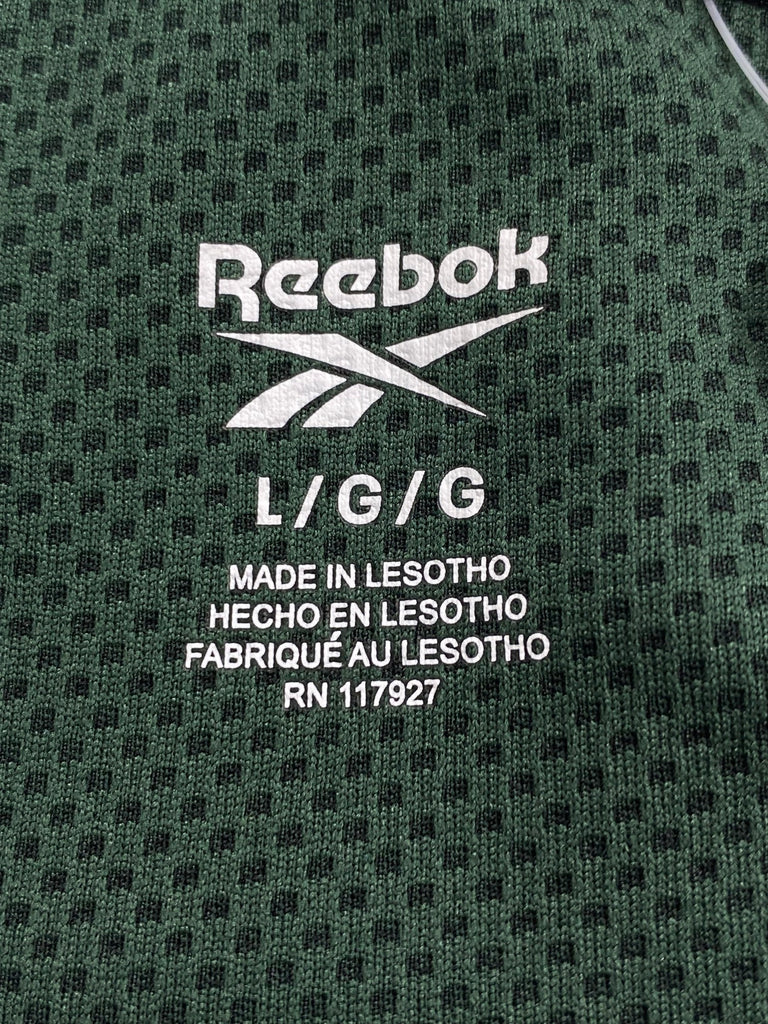 Reebok
L/G/G
MADE IN LESOTHO
HECHO EN LESOTHO
FABRIQUÉ AU LESOTHO
RN 117927